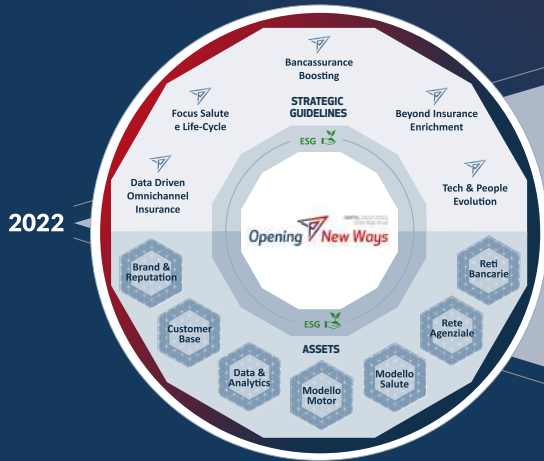 Bancassurance
Boosting
Focus Salute
e Life-Cycle
STRATEGIC
GUIDELINES
Beyond Insurance
Enrichment
ESG
Data Driven
Omnichannel
Insurance
Tech & People
Evolution
2022
Opening New Ways
Brand &
Reputation
Reti
Bancarie
Customer
Base
ESG
Rete
Agenziale
ASSETS
Data &
Analytics
Modello
Motor
Modello
Salute